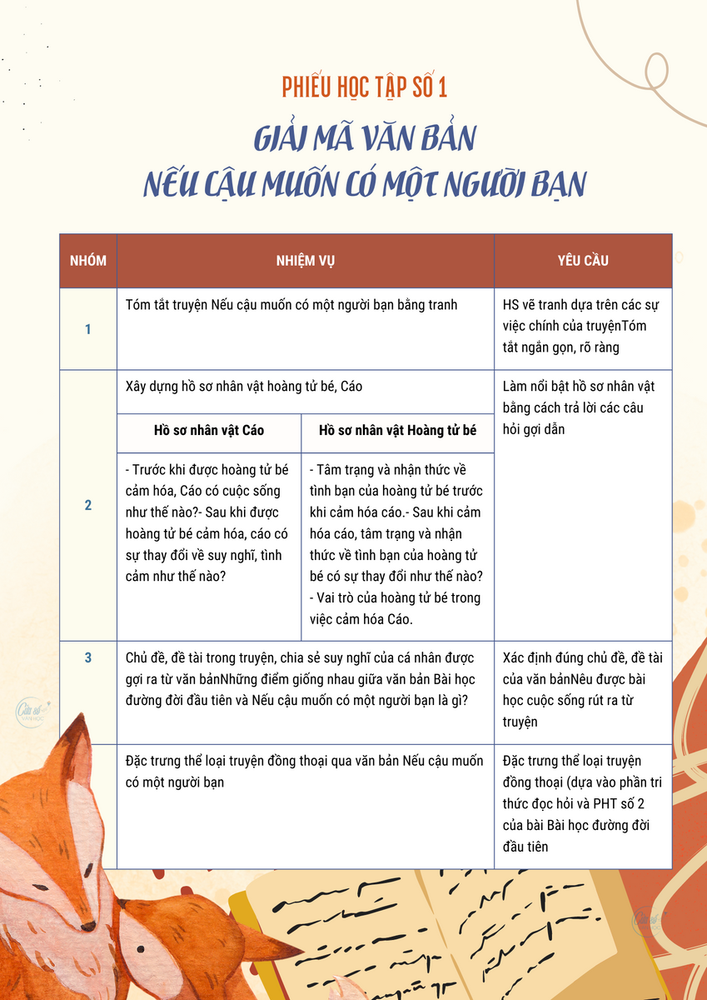 PHIẾU HỌC TẬP SỐ 1
GIẢI MÃ VĂN BẢN
NẾU CẬU MUỐN CÓ MỘT NGƯỜI BẠN
NHÓM
NHIỆM VỤ
YÊU CẦU
1
Tóm tắt truyện Nếu cậu muốn có một người bạn bằng tranh
HS vẽ tranh dựa trên các sự
việc chính của truyệnTóm
tắt ngắn gọn, rõ ràng
2
Xây dựng hồ sơ nhân vật hoàng tử bé, Cáo
Làm nổi bật hồ sơ nhân vật
bằng cách trả lời các câu
hỏi gợi dẫn
Hồ sơ nhân vật Cáo
Hồ sơ nhân vật Hoàng tử bé
- Trước khi được hoàng tử bé
cảm hóa, Cáo có cuộc sống
như thế nào?- Sau khi được
hoàng tử bé cảm hóa, cáo có
sự thay đổi về suy nghĩ, tình
cảm như thế nào?
- Tâm trạng và nhận thức về
tình bạn của hoàng tử bé trước
khi cảm hóa cáo.- Sau khi cảm
hóa cáo, tâm trạng và nhận
thức về tình bạn của hoàng tử
bé có sự thay đổi như thế nào?
- Vai trò của hoàng tử bé trong
việc cảm hóa Cáo.
3
Chủ đề, đề tài trong truyện, chia sẻ suy nghĩ của cá nhân được
gợi ra từ văn bảnNhững điểm giống nhau giữa văn bản Bài học
đường đời đầu tiên và Nếu cậu muốn có một người bạn là gì?
Xác định đúng chủ đề, đề tài
của văn bảnNêu được bài
học cuộc sống rút ra từ
truyện
Đặc trưng thể loại truyện đồng thoại qua văn bản Nếu cậu muốn
có một người bạn
Đặc trưng thể loại truyện
đồng thoại (dựa vào phần tri
thức đọc hỏi và PHT số 2
của bài Bài học đường đời
đầu tiên